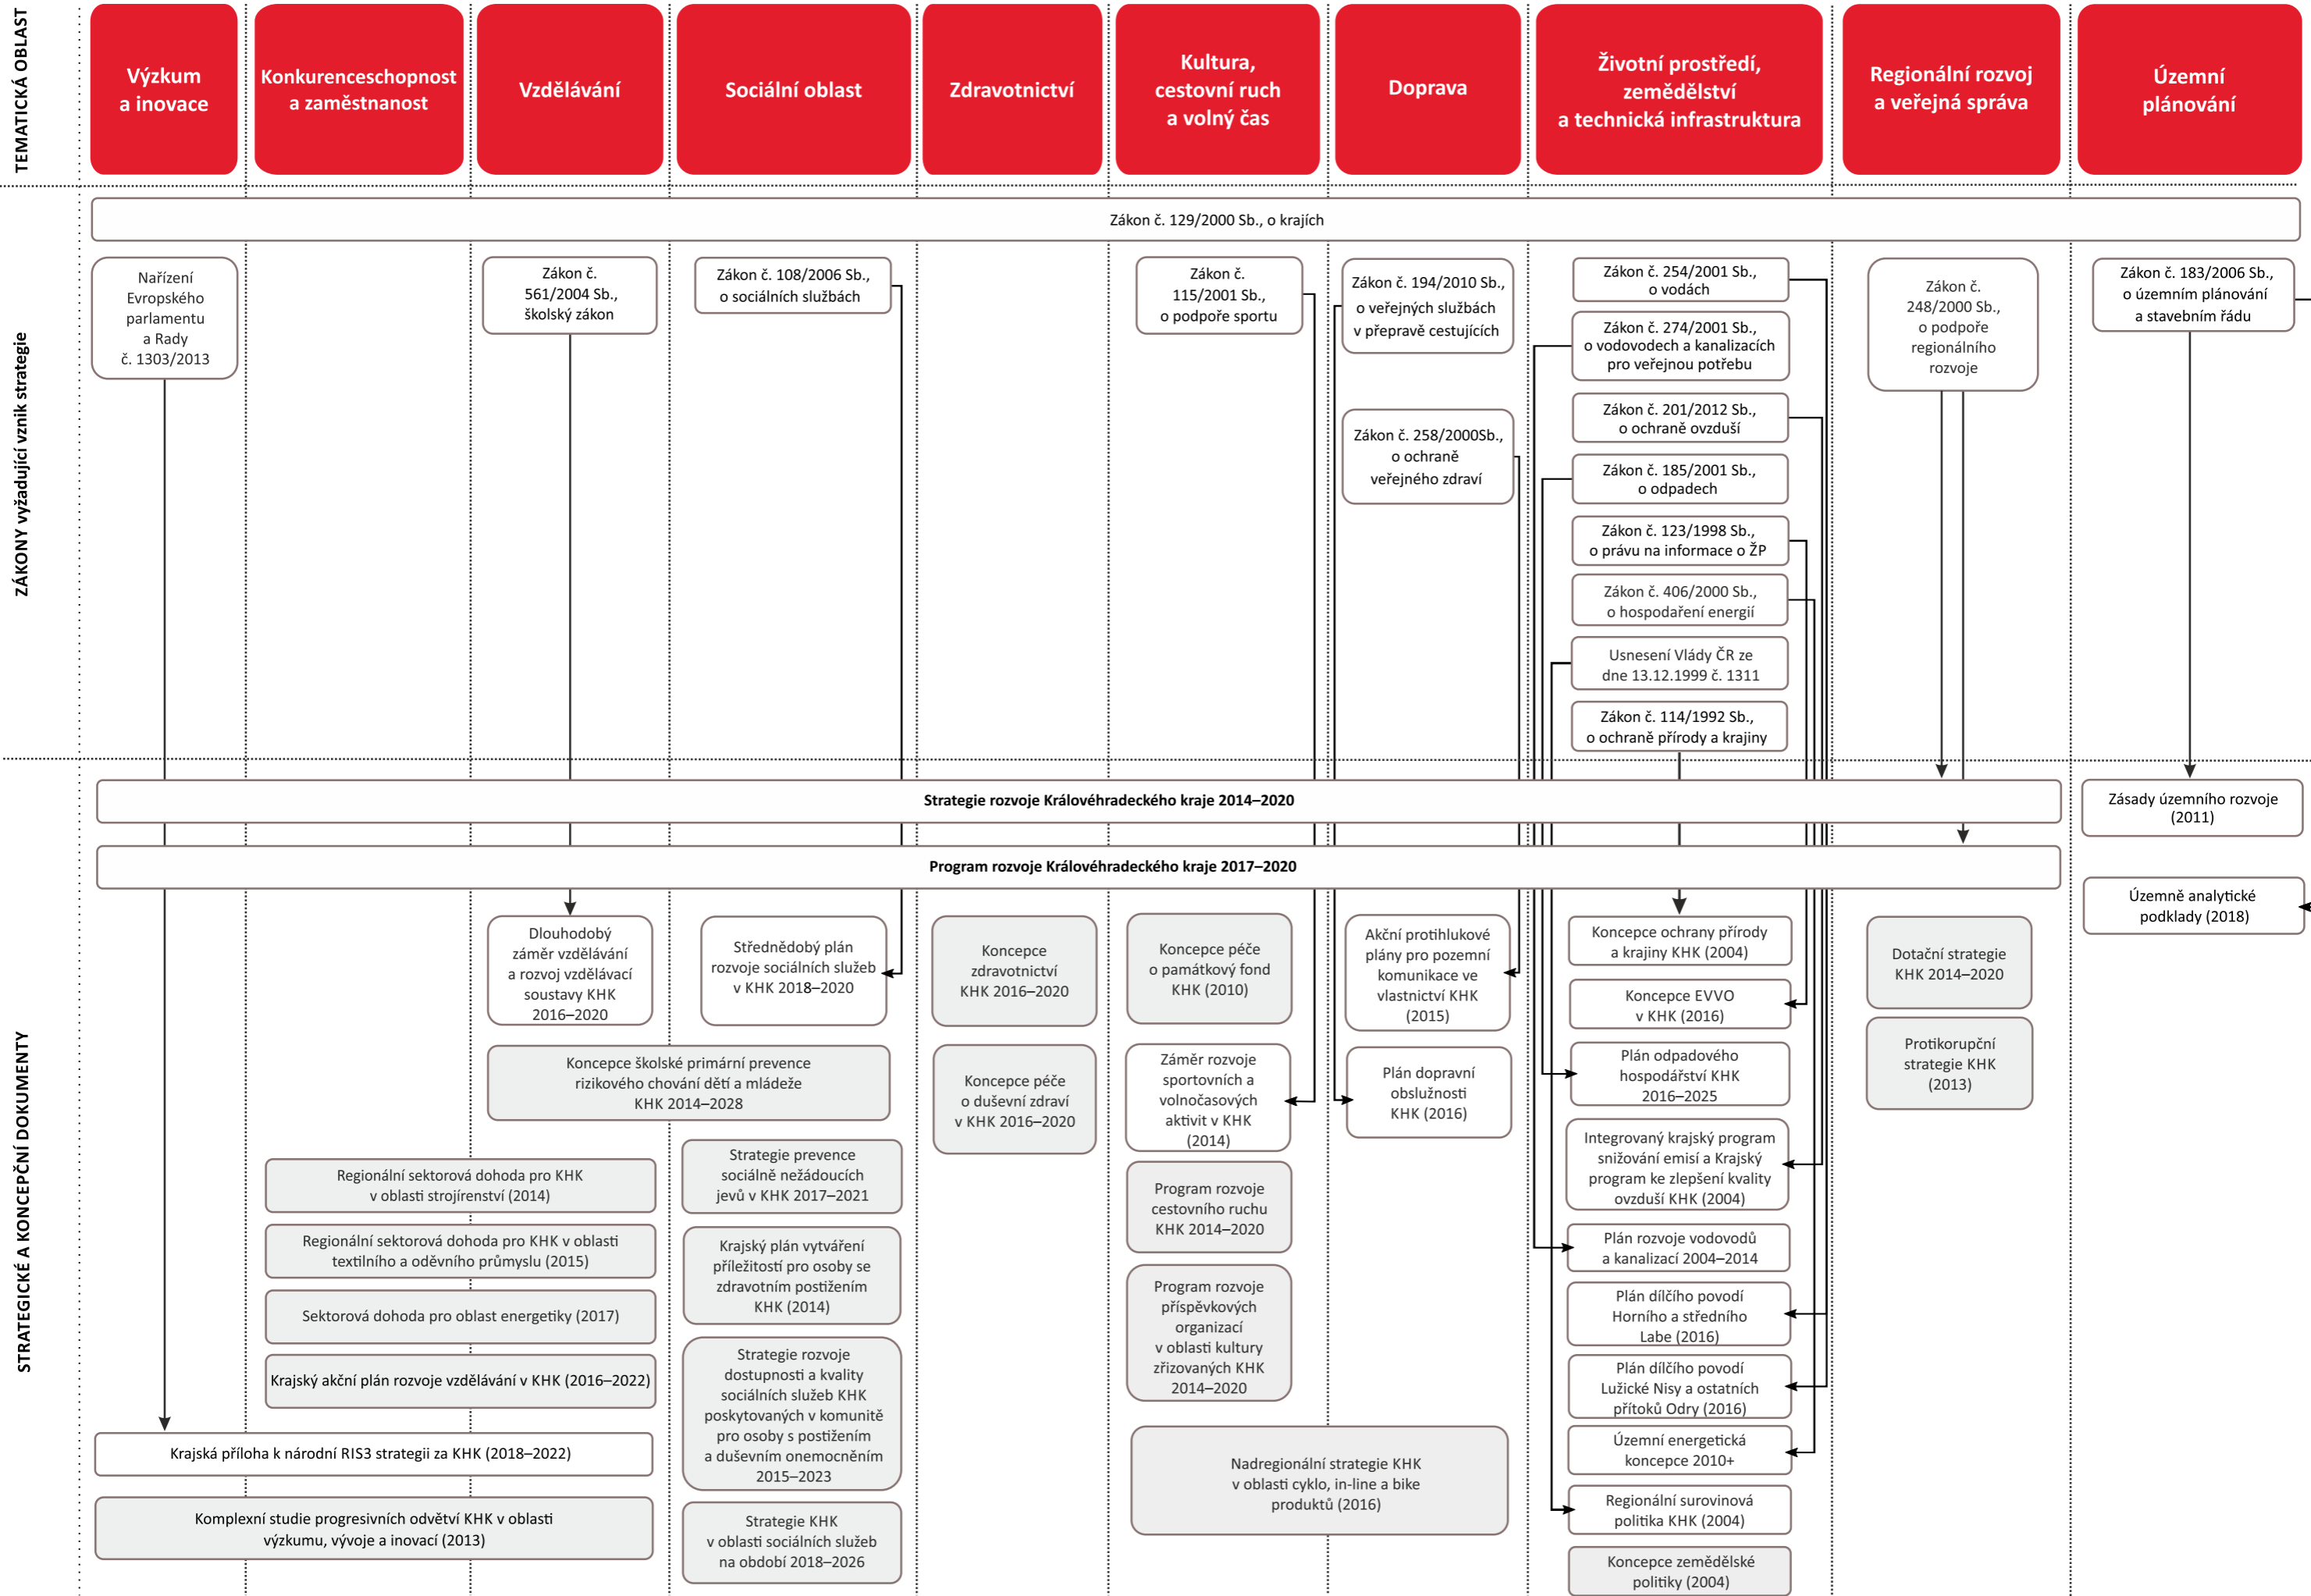 TEMATICKÁ OBLAST
Výzkum
a inovace
Konkurenceschopnost
a zaměstnanost
Vzdělávání
Sociální oblast
Zdravotnictví
Kultura,
cestovní ruch
a volný čas
Doprava
Životní prostředí,
zemědělství
a technická infrastruktura
Regionální rozvoj
a veřejná správa
Územní
plánování
ZÁKONY vyžadující vznik strategie
Zákon č. 129/2000 Sb., o krajích
Nařízení
Evropského
parlamentu
a Rady
č. 1303/2013
Zákon č.
561/2004 Sb.,
školský zákon
Zákon č. 108/2006 Sb.,
o sociálních službách
Zákon č.
115/2001 Sb.,
o podpoře sportu
Zákon č. 194/2010 Sb.,
o veřejných službách
v přepravě cestujících
Zákon č. 258/2000Sb.,
o ochraně
veřejného zdraví
Zákon č. 254/2001 Sb.,
o vodách
Zákon č. 274/2001 Sb.,
o vodovodech a kanalizacích
pro veřejnou potřebu
Zákon č. 201/2012 Sb.,
o ochraně ovzduší
Zákon č. 185/2001 Sb.,
o odpadech
Zákon č. 123/1998 Sb.,
o právu na informace o ŽP
Zákon č. 406/2000 Sb.,
o hospodaření energií
Usnesení Vlády ČR ze
dne 13.12.1999 č. 1311
Zákon č. 114/1992 Sb.,
o ochraně přírody a krajiny
Zákon č.
248/2000 Sb.,
o podpoře
regionálního
rozvoje
Zákon č. 183/2006 Sb.,
o územním plánování
a stavebním řádu
STRATEGICKÉ A KONCEPČNÍ DOKUMENTY
Strategie rozvoje Královéhradeckého kraje 2014–2020
Program rozvoje Královéhradeckého kraje 2017–2020
Zásady územního rozvoje
(2011)
Územně analytické
podklady (2018)
Dlouhodobý
záměr vzdělávání
a rozvoj vzdělávací
soustavy KHK
2016–2020
Střednědobý plán
rozvoje sociálních služeb
v KHK 2018–2020
Koncepce školské primární prevence
rizikového chování dětí a mládeže
KHK 2014–2028
Regionální sektorová dohoda pro KHK
v oblasti strojírenství (2014)
Regionální sektorová dohoda pro KHK v oblasti
textilního a oděvního průmyslu (2015)
Sektorová dohoda pro oblast energetiky (2017)
Krajský akční plán rozvoje vzdělávání v KHK (2016–2022)
Krajská příloha k národní RIS3 strategii za KHK (2018–2022)
Komplexní studie progresivních odvětví KHK v oblasti
výzkumu, vývoje a inovací (2013)
Strategie prevence
sociálně nežádoucích
jevů v KHK 2017–2021
Krajský plán vytváření
příležitostí pro osoby se
zdravotním postižením
KHK (2014)
Strategie rozvoje
dostupnosti a kvality
sociálních služeb KHK
poskytovaných v komunitě
pro osoby s postižením
a duševním onemocněním
2015–2023
Strategie KHK
v oblasti sociálních služeb
na období 2018–2026
Koncepce
zdravotnictví
KHK 2016–2020
Koncepce péče
o duševní zdraví
v KHK 2016–2020
Koncepce péče
o památkový fond
KHK (2010)
Záměr rozvoje
sportovních a
volnočasových
aktivit v KHK
(2014)
Program rozvoje
cestovního ruchu
KHK 2014–2020
Program rozvoje
příspěvkových
organizací
v oblasti kultury
zřizovaných KHK
2014–2020
Nadregionální strategie KHK
v oblasti cyklo, in-line a bike
produktů (2016)
Akční protihlukové
plány pro pozemní
komunikace ve
vlastnictví KHK
(2015)
Plán dopravní
obslužnosti
KHK (2016)
Koncepce ochrany přírody
a krajiny KHK (2004)
Koncepce EVVO
v KHK (2016)
Plán odpadového
hospodářství KHK
2016–2025
Integrovaný krajský program
snižování emisí a Krajský
program ke zlepšení kvality
ovzduší KHK (2004)
Plán rozvoje vodovodů
a kanalizací 2004–2014
Plán dílčího povodí
Horního a středního
Labe (2016)
Plán dílčího povodí
Lužické Nisy a ostatních
přítoků Odry (2016)
Územní energetická
koncepce 2010+
Regionální surovinová
politika KHK (2004)
Koncepce zemědělské
politiky (2004)
Dotační strategie
KHK 2014–2020
Protikorupční
strategie KHK
(2013)